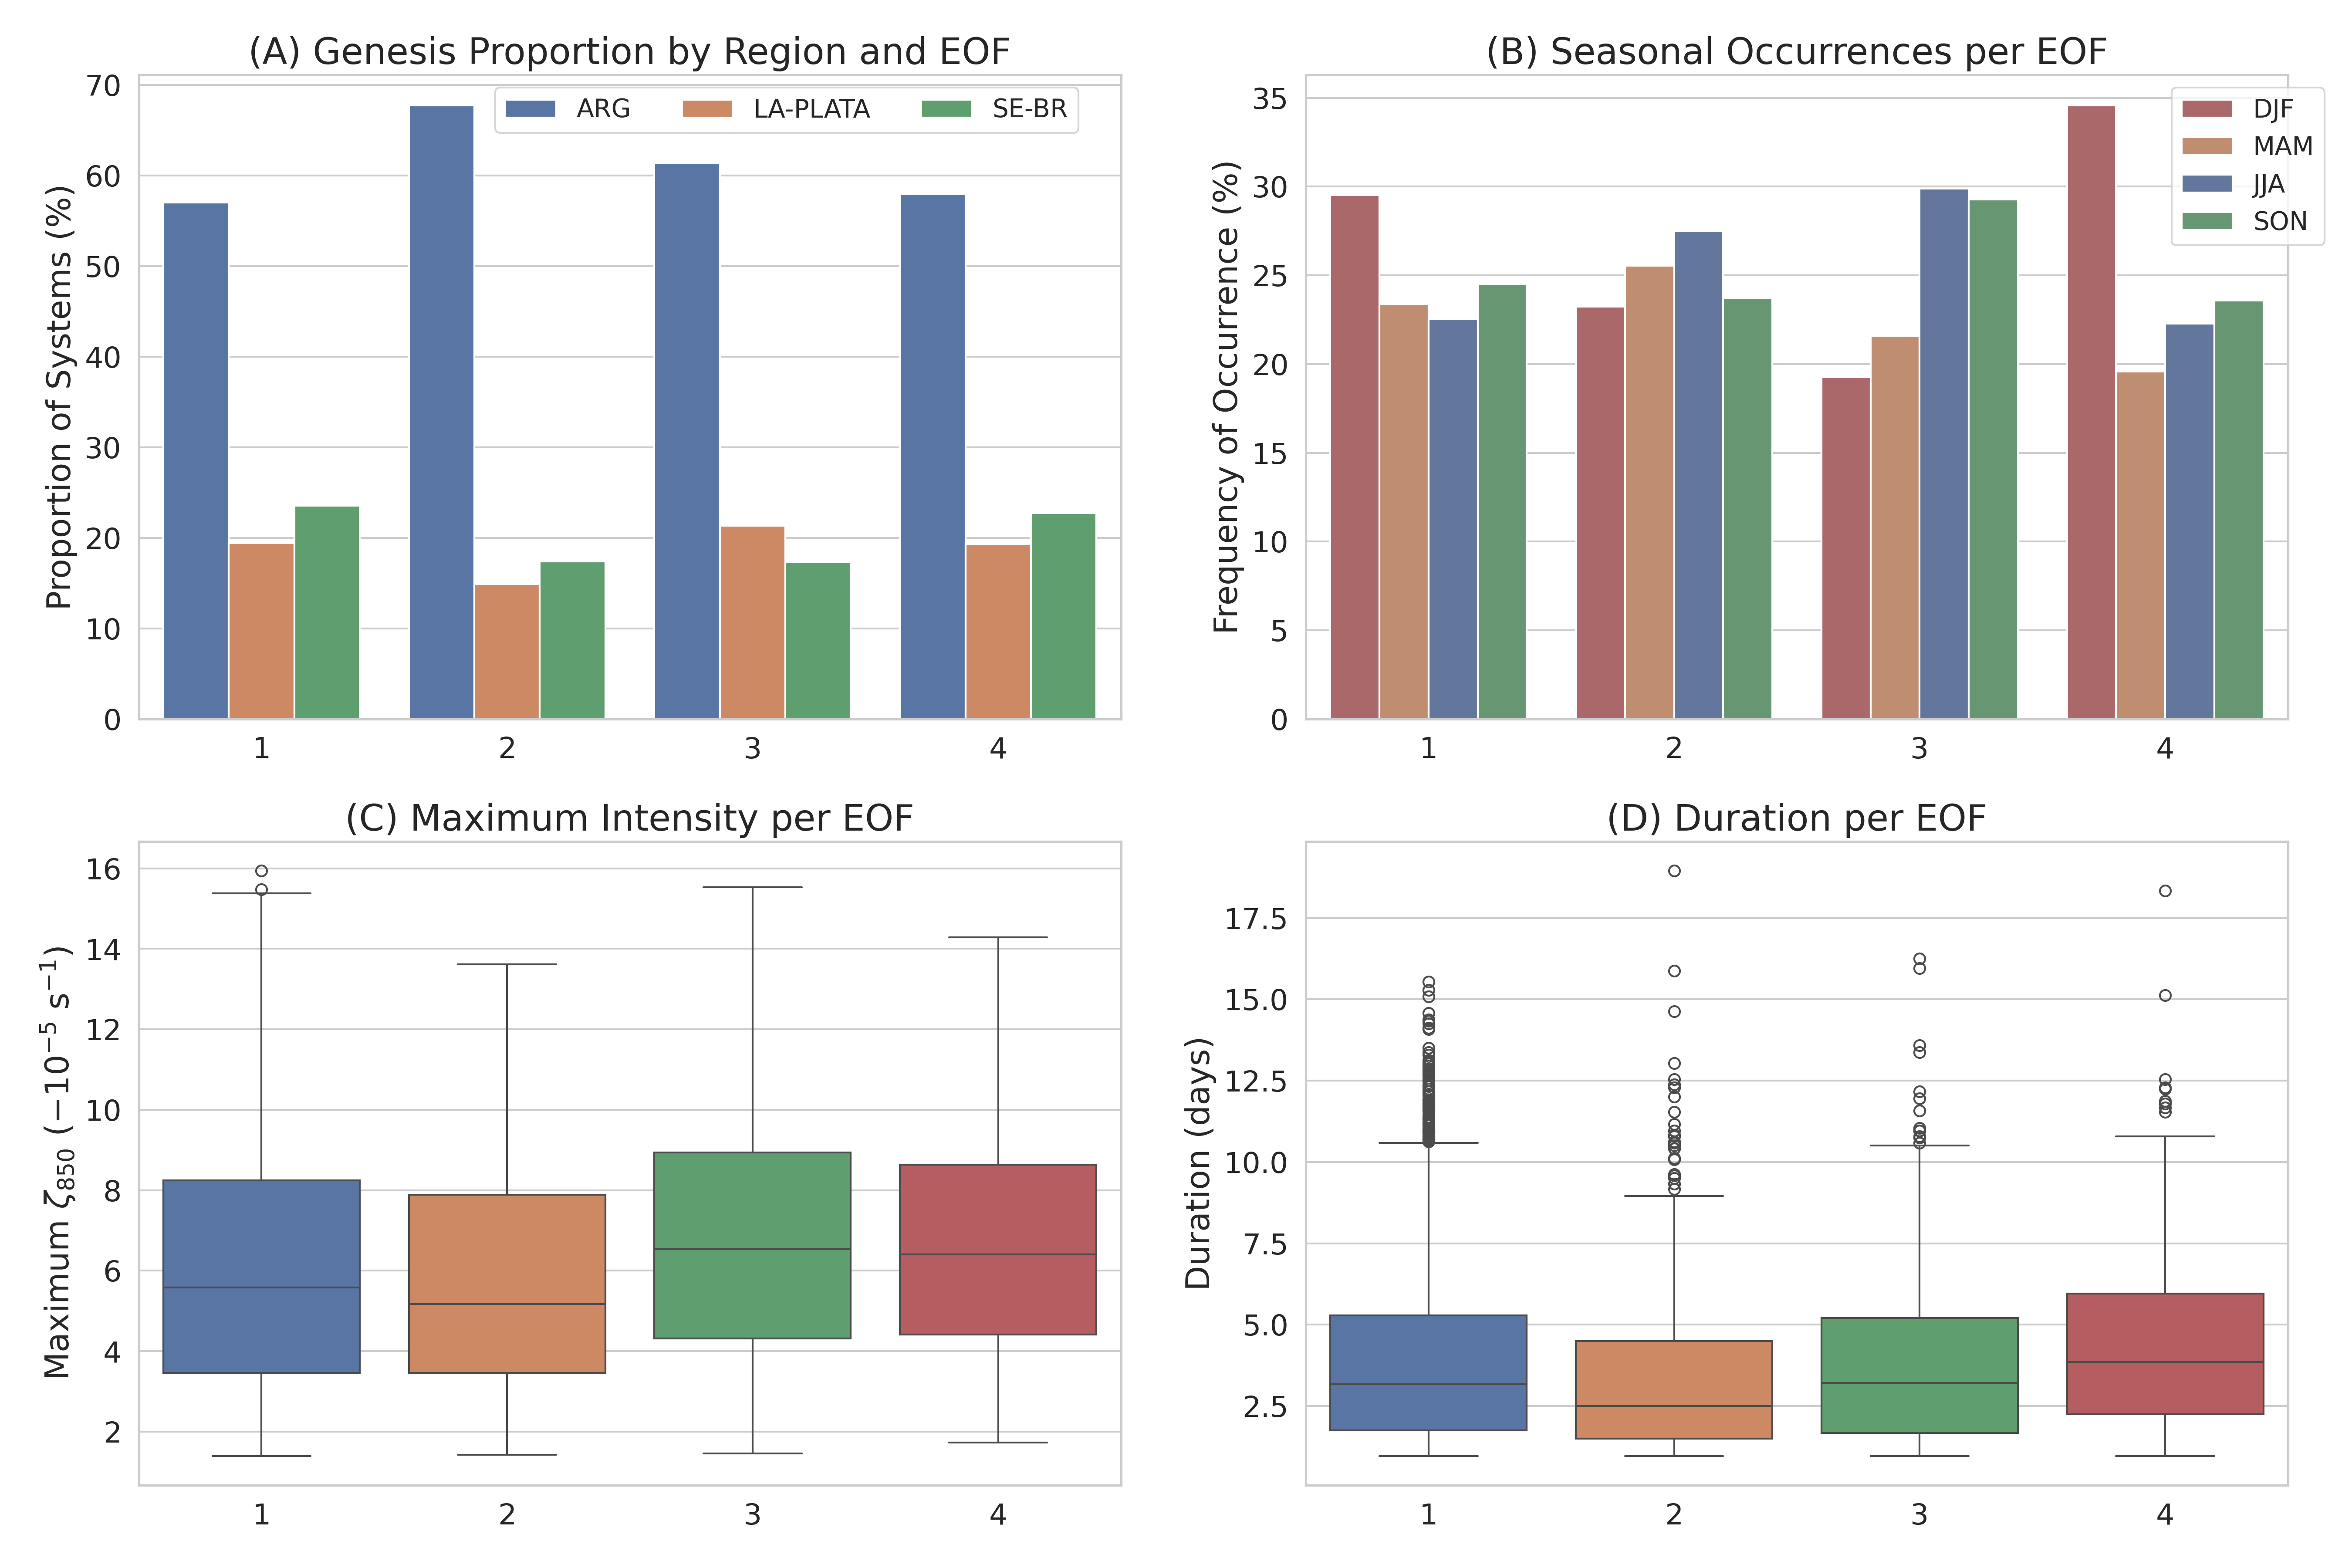 (A) Genesis Proportion by Region and EOF
Proportion of Systems (%)
70
60
50
40
30
20
10
0
ARG LA-PLATA SE-BR
1 2 3 4
(B) Seasonal Occurrences per EOF
Frequency of Occurrence (%)
35
30
25
20
15
10
5
0
DJF
MAM
JJA
SON
1 2 3 4
(C) Maximum Intensity per EOF
Maximum ζ₈₅₀ (−10⁻⁵ s⁻¹)
16
14
12
10
8
6
4
2
1 2 3 4
(D) Duration per EOF
Duration (days)
17.5
15.0
12.5
10.0
7.5
5.0
2.5
1 2 3 4